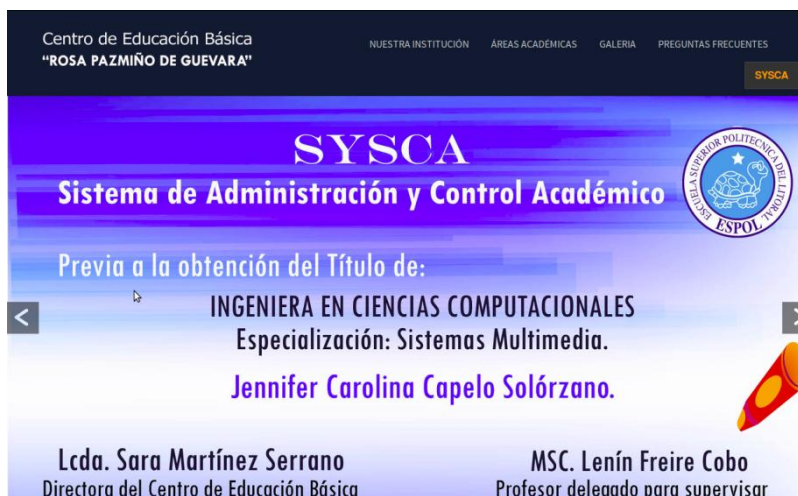 Centro de Educación Básica
“ROSA PAZMIÑO DE GUEVARA”
NUESTRA INSTITUCIÓN ÁREAS ACADÉMICAS GALERIA PREGUNTAS FRECUENTES
SYSCA
SYSCA
Sistema de Administración y Control Académico
ESCUELA SUPERIOR POLITECNICA DEL LITORAL
ESPOL
Previa a la obtención del Título de:
INGENIERA EN CIENCIAS COMPUTACIONALES
Especialización: Sistemas Multimedia.
Jennifer Carolina Capelo Solórzano.
Lcda. Sara Martínez Serrano MSC. Lenín Freire Cobo
Directora del Centro de Educación Básica Profesor delegado para supervisar